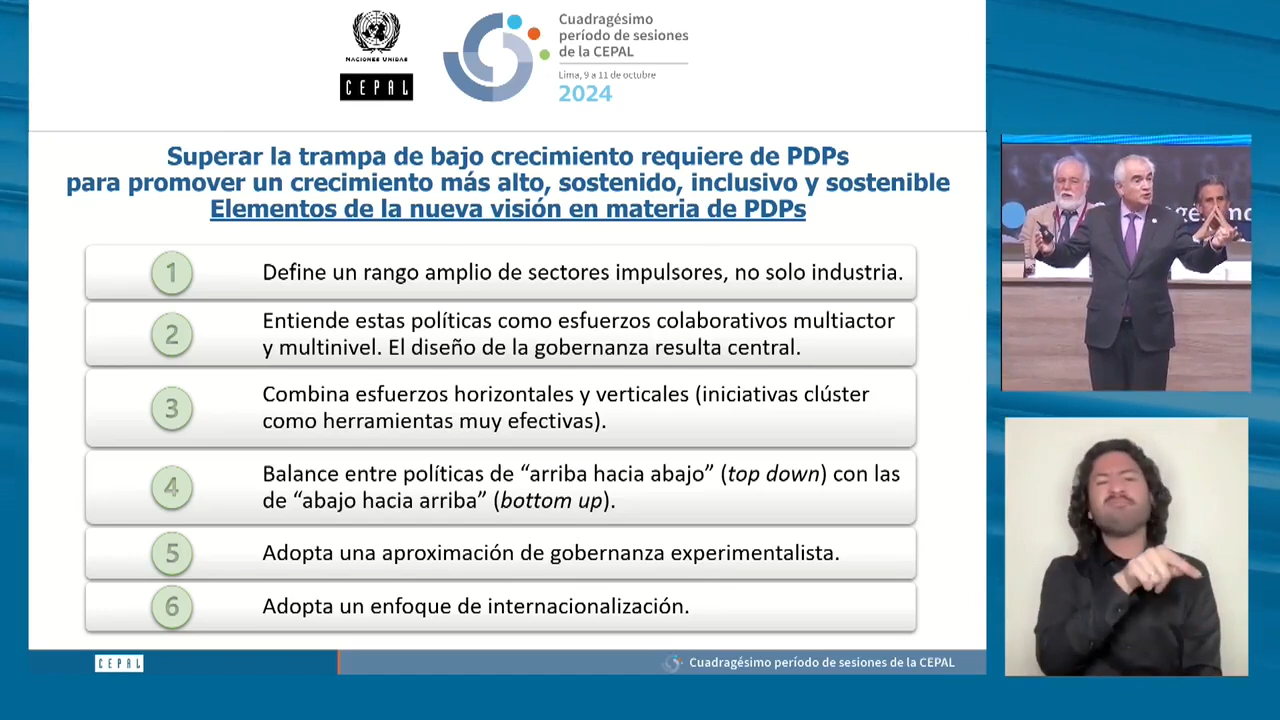 NACIONES UNIDAS
CEPAL
Cuadragésimo
período de sesiones
de la CEPAL
Lima, 9 a 11 de octubre
2024
Superar la trampa de bajo crecimiento requiere de PDPs
para promover un crecimiento más alto, sostenido, inclusivo y sostenible
Elementos de la nueva visión en materia de PDPs
1
Define un rango amplio de sectores impulsores, no solo industria.
2
Entiende estas políticas como esfuerzos colaborativos multiactor
y multinivel. El diseño de la gobernanza resulta central.
3
Combina esfuerzos horizontales y verticales (iniciativas clúster
como herramientas muy efectivas).
4
Balance entre políticas de “arriba hacia abajo” (top down) con las
de “abajo hacia arriba” (bottom up).
5
Adopta una aproximación de gobernanza experimentalista.
6
Adopta un enfoque de internacionalización.
CEPAL
Cuadragésimo período de sesiones de la CEPAL